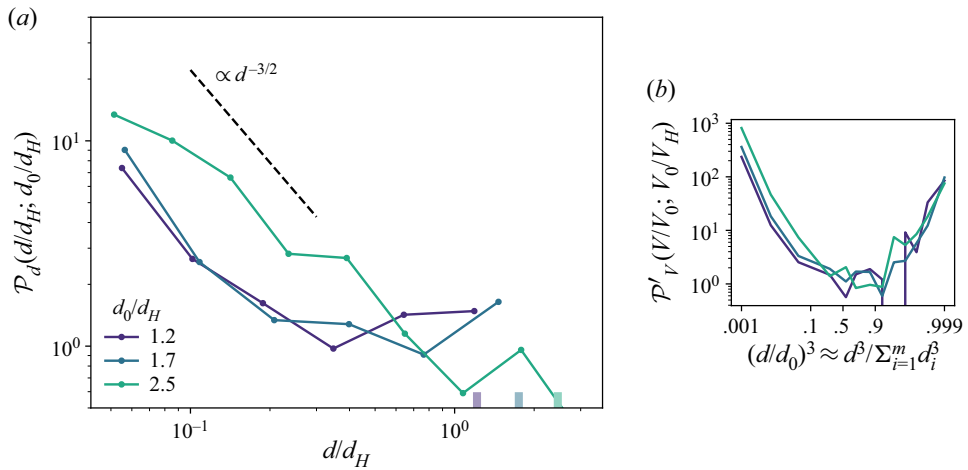 (a)
𝒫_d(d/d_H; d_0/d_H)
10^1
10^0
∝ d^{−3/2}
d_0/d_H
1.2
1.7
2.5
10^{−1}
10^0
d/d_H
(b)
𝒫′_V(V/V_0; V_0/V_H)
10^3
10^2
10^1
10^0
.001
.1
.5
.9
.999
(d/d_0)^3 ≈ d^3/Σ_{i=1}^m d_i^3